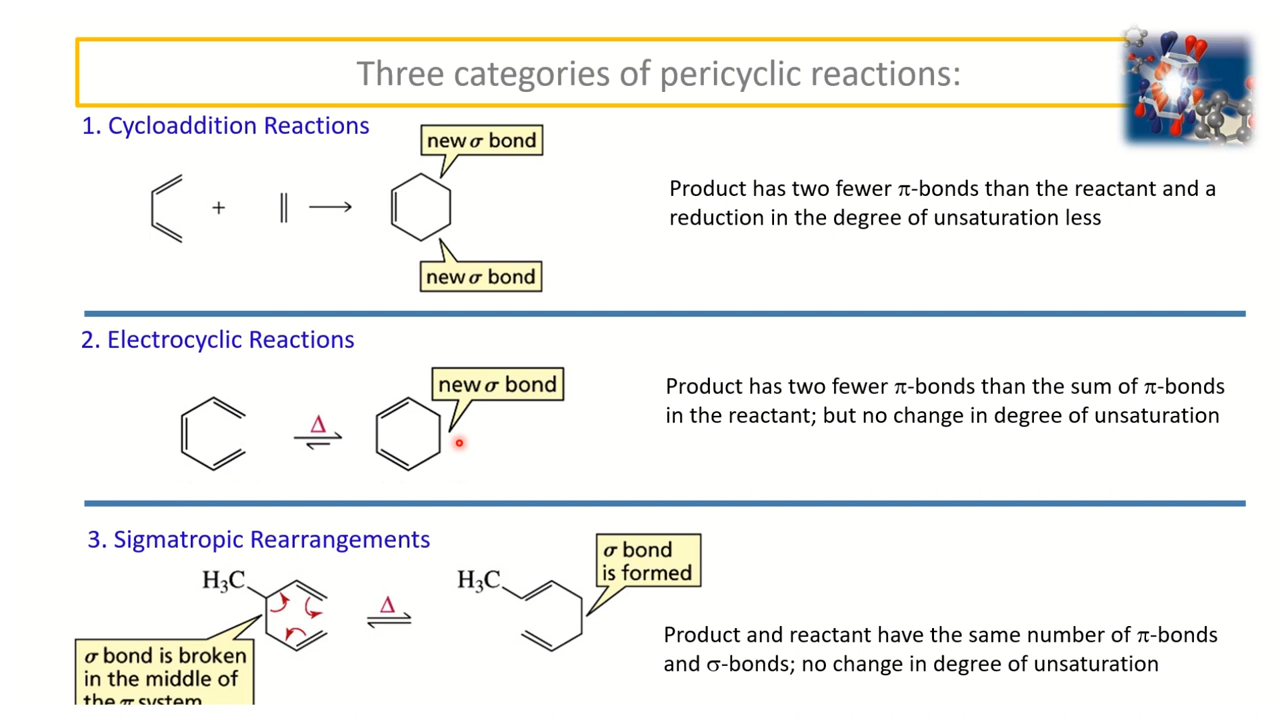 Three categories of pericyclic reactions:
1. Cycloaddition Reactions
new σ bond
+
new σ bond
Product has two fewer π-bonds than the reactant and a
reduction in the degree of unsaturation less
2. Electrocyclic Reactions
new σ bond
Δ
Product has two fewer π-bonds than the sum of π-bonds
in the reactant; but no change in degree of unsaturation
3. Sigmatropic Rearrangements
H₃C
Δ
H₃C
σ bond
is formed
σ bond is broken
in the middle of
the π system
Product and reactant have the same number of π-bonds
and σ-bonds; no change in degree of unsaturation